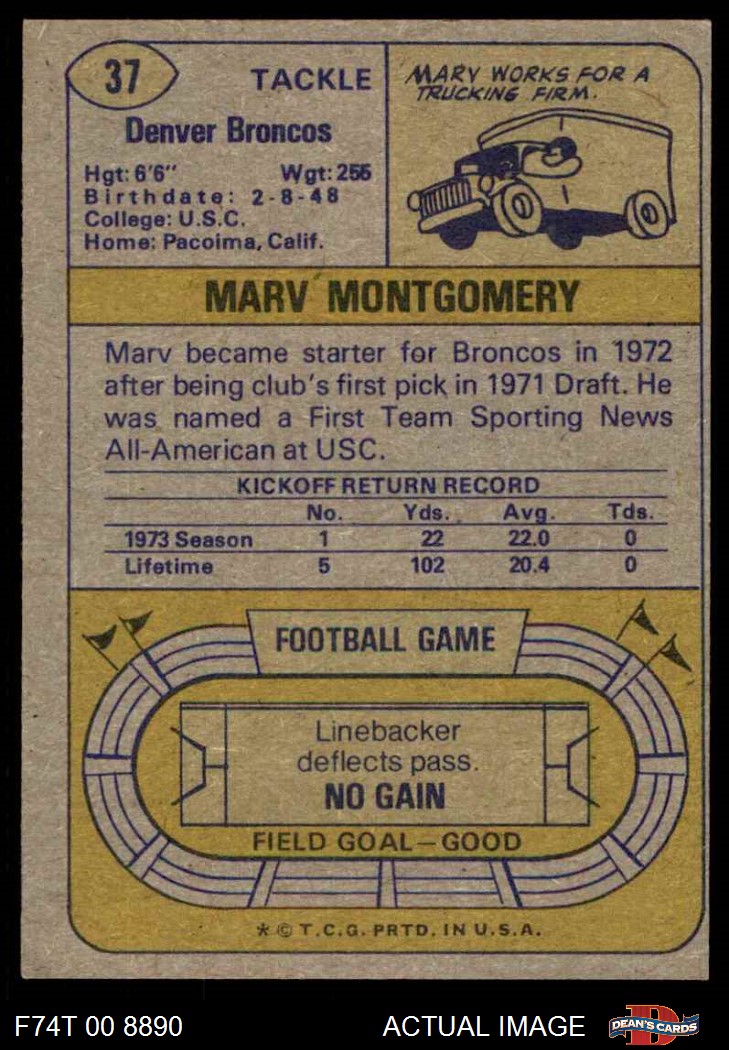 37
TACKLE
Denver Broncos
Hgt: 6'6" Wgt: 255
Birthdate: 2-8-48
College: U.S.C.
Home: Pacoima, Calif.
MARV WORKS FOR A
TRUCKING FIRM.
MARV MONTGOMERY
Marv became starter for Broncos in 1972
after being club's first pick in 1971 Draft. He
was named a First Team Sporting News
All-American at USC.
KICKOFF RETURN RECORD
No. Yds. Avg. Tds.
1973 Season 1 22 22.0 0
Lifetime 5 102 20.4 0
FOOTBALL GAME
Linebacker
deflects pass.
NO GAIN
FIELD GOAL—GOOD
* © T.C.G. PRTD. IN U.S.A.
F74T 00 8890 ACTUAL IMAGE D DEAN'S CARDS